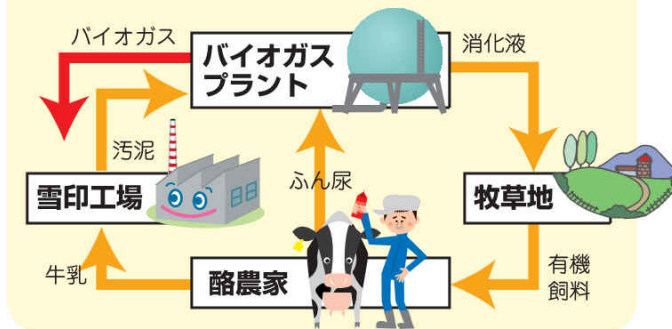 バイオガス
バイオガス
プラント
消化液
汚泥
雪印工場
ふん尿
牧草地
牛乳
酪農家
有機
飼料